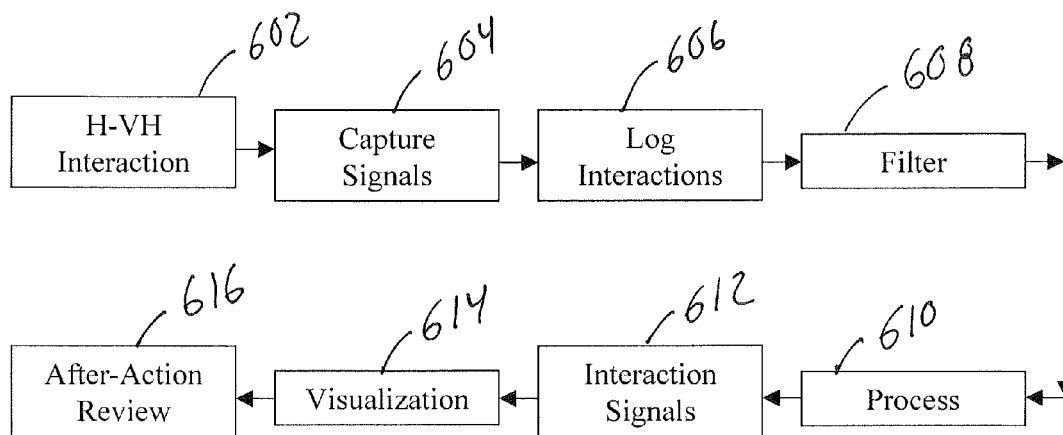 602
604
606
608
H-VH
Interaction
Capture
Signals
Log
Interactions
Filter
616
614
612
610
After-Action
Review
Visualization
Interaction
Signals
Process